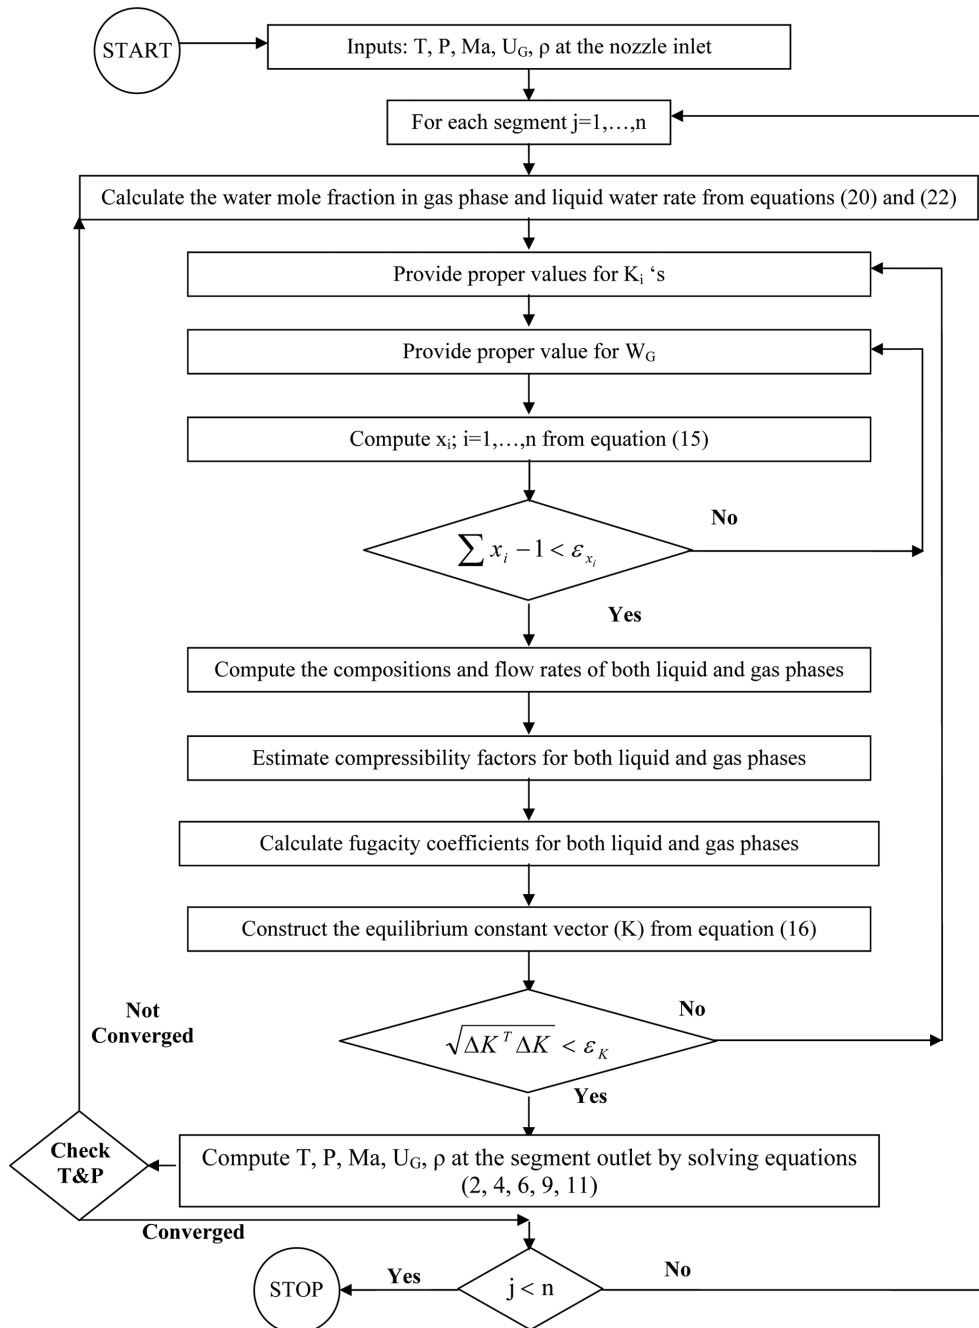 START
Inputs: T, P, Ma, U_G, ρ at the nozzle inlet
For each segment j=1,…,n
Calculate the water mole fraction in gas phase and liquid water rate from equations (20) and (22)
Provide proper values for K_i ‘s
Provide proper value for W_G
Compute x_i; i=1,…,n from equation (15)
No
∑ x_i − 1 < ε_{x_i}
Yes
Compute the compositions and flow rates of both liquid and gas phases
Estimate compressibility factors for both liquid and gas phases
Calculate fugacity coefficients for both liquid and gas phases
Construct the equilibrium constant vector (K) from equation (16)
Not
Converged
No
√(ΔK^T ΔK) < ε_K
Yes
Check
T&P
Compute T, P, Ma, U_G, ρ at the segment outlet by solving equations
(2, 4, 6, 9, 11)
Converged
STOP
Yes
j < n
No